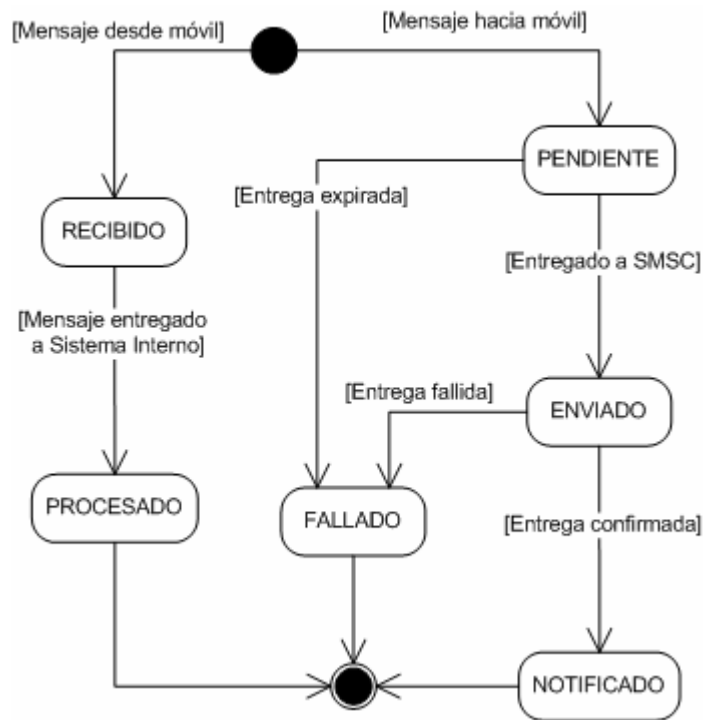 [Mensaje desde móvil]
[Mensaje hacia móvil]
PENDIENTE
[Entrega expirada]
RECIBIDO
[Entregado a SMSC]
[Mensaje entregado
a Sistema Interno]
[Entrega fallida]
ENVIADO
PROCESADO
FALLADO
[Entrega confirmada]
NOTIFICADO